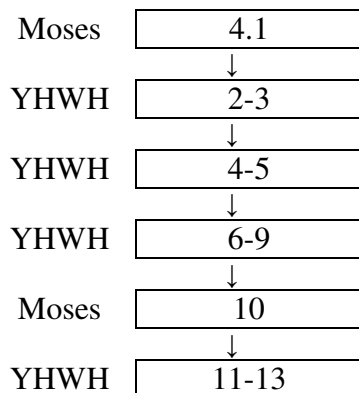 Moses 4.1
↓
YHWH 2-3
↓
YHWH 4-5
↓
YHWH 6-9
↓
Moses 10
↓
YHWH 11-13